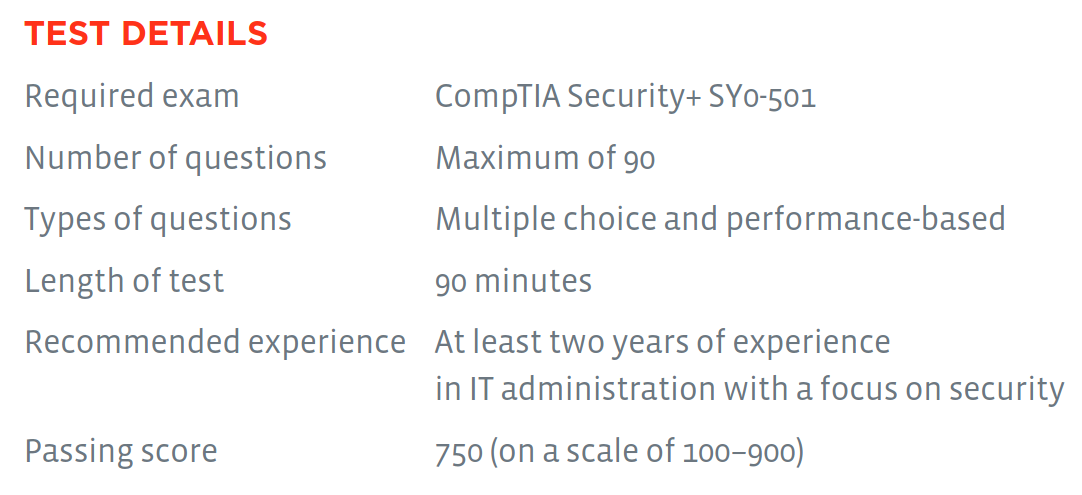 TEST DETAILS
Required exam CompTIA Security+ SY0-501
Number of questions Maximum of 90
Types of questions Multiple choice and performance-based
Length of test 90 minutes
Recommended experience At least two years of experience
in IT administration with a focus on security
Passing score 750 (on a scale of 100–900)